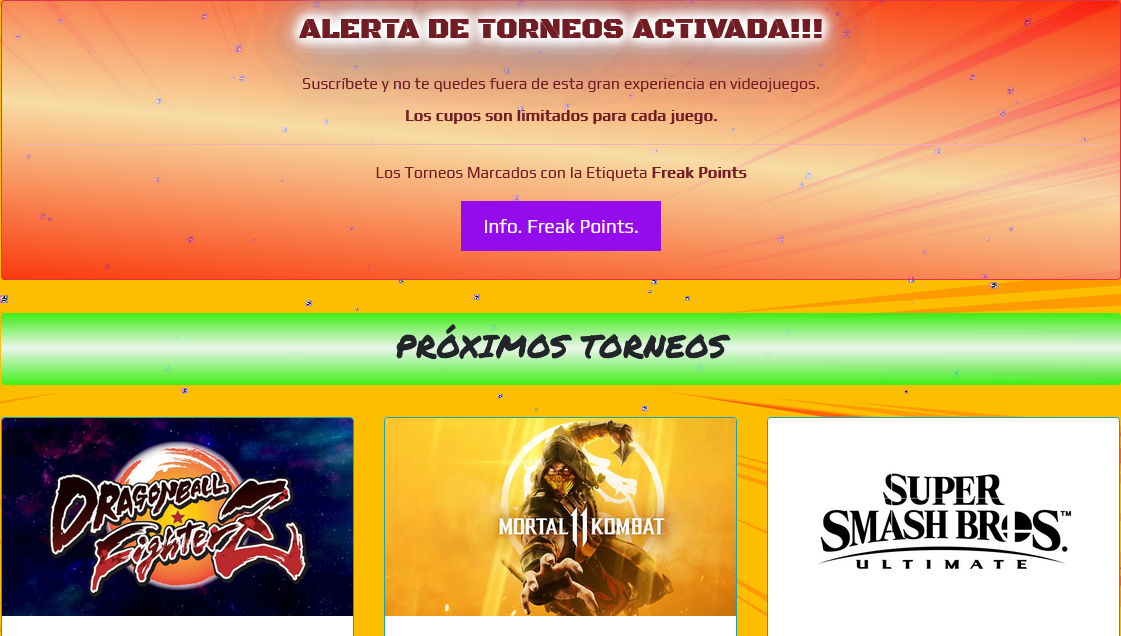 ALERTA DE TORNEOS ACTIVADA!!!
Suscríbete y no te quedes fuera de esta gran experiencia en videojuegos.
Los cupos son limitados para cada juego.
Los Torneos Marcados con la Etiqueta Freak Points
Info. Freak Points.
PRÓXIMOS TORNEOS
DRAGONBALL
FighterZ
MORTAL 11 KOMBAT
SUPER
SMASH BROS.™
ULTIMATE